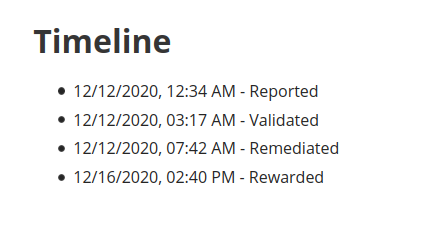 Timeline
12/12/2020, 12:34 AM - Reported
12/12/2020, 03:17 AM - Validated
12/12/2020, 07:42 AM - Remediated
12/16/2020, 02:40 PM - Rewarded